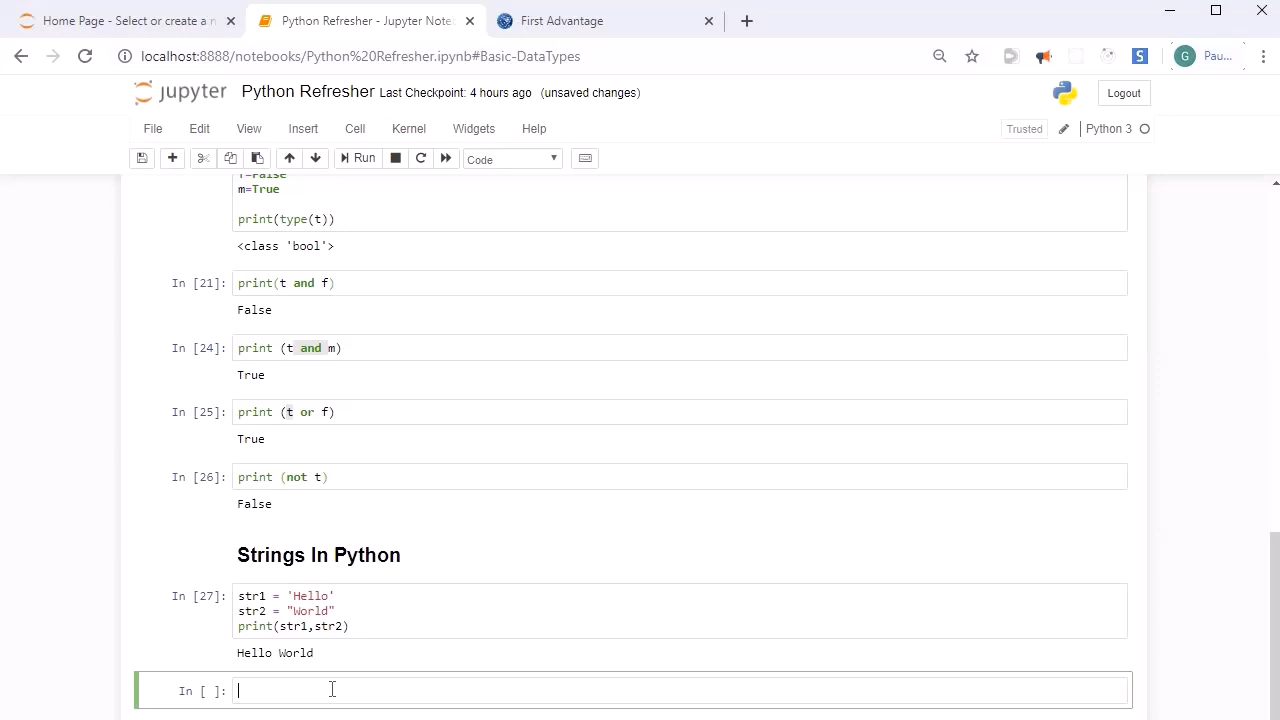 Home Page - Select or create a n
Python Refresher - Jupyter Noteb
First Advantage
localhost:8888/notebooks/Python%20Refresher.ipynb#Basic-DataTypes
G Pau...
jupyter Python Refresher Last Checkpoint: 4 hours ago (unsaved changes)
Logout
File Edit View Insert Cell Kernel Widgets Help
Trusted Python 3
Run Code
f=False
m=True
print(type(t))
<class 'bool'>
In [21]: print(t and f)
False
In [24]: print (t and m)
True
In [25]: print (t or f)
True
In [26]: print (not t)
False
Strings In Python
In [27]: str1 = 'Hello'
str2 = "World"
print(str1,str2)
Hello World
In [ ]: